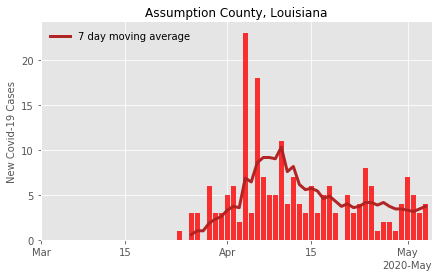 Assumption County, Louisiana
7 day moving average
New Covid-19 Cases
20
15
10
5
0
Mar
15
Apr
15
May
2020-May